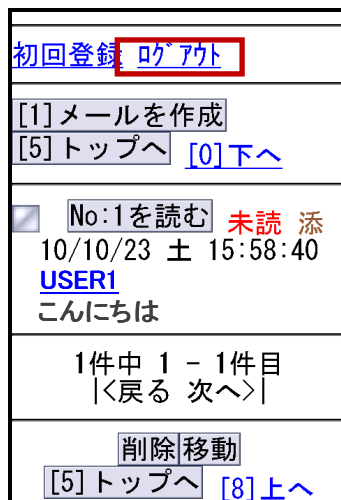 初回登録 ﾛｸﾞｱｳﾄ
[1]メールを作成
[5]トップへ [0]下へ
No:1を読む 未読 添
10/10/23 土 15:58:40
USER1
こんにちは
1件中 1 - 1件目
|<戻る 次へ>|
削除 移動
[5]トップへ [8]上へ